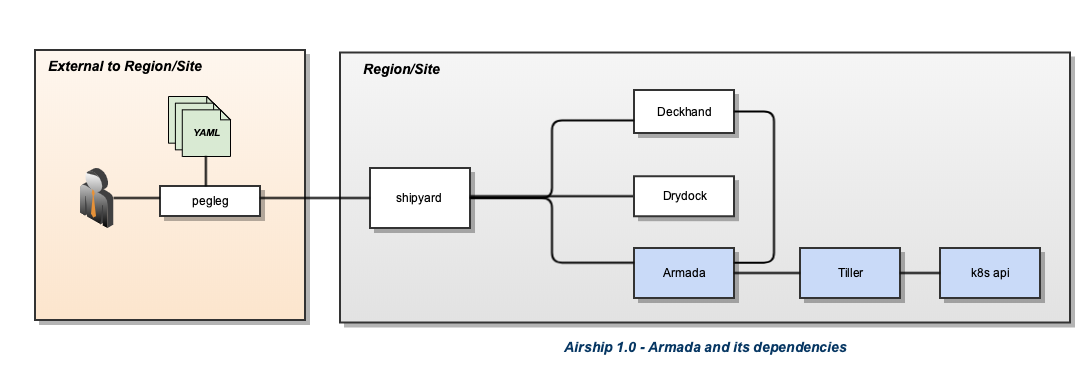 External to Region/Site
YAML
pegleg
Region/Site
shipyard
Deckhand
Drydock
Armada
Tiller
k8s api
Airship 1.0 - Armada and its dependencies